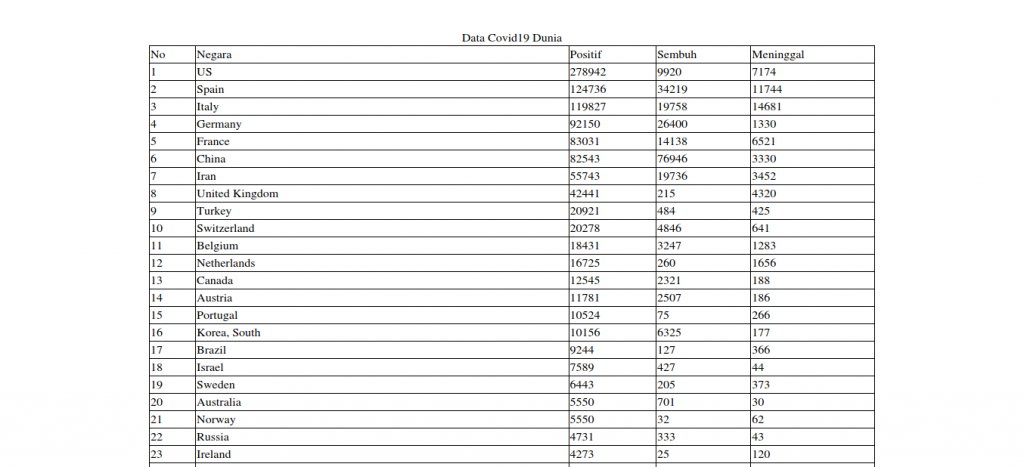 Data Covid19 Dunia
No Negara Positif Sembuh Meninggal
1 US 278942 9920 7174
2 Spain 124736 34219 11744
3 Italy 119827 19758 14681
4 Germany 92150 26400 1330
5 France 83031 14138 6521
6 China 82543 76946 3330
7 Iran 55743 19736 3452
8 United Kingdom 42441 215 4320
9 Turkey 20921 484 425
10 Switzerland 20278 4846 641
11 Belgium 18431 3247 1283
12 Netherlands 16725 260 1656
13 Canada 12545 2321 188
14 Austria 11781 2507 186
15 Portugal 10524 75 266
16 Korea, South 10156 6325 177
17 Brazil 9244 127 366
18 Israel 7589 427 44
19 Sweden 6443 205 373
20 Australia 5550 701 30
21 Norway 5550 32 62
22 Russia 4731 333 43
23 Ireland 4273 25 120